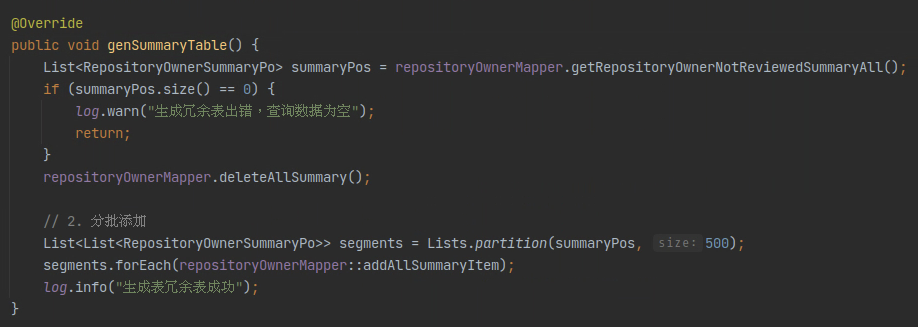 @Override
public void genSummaryTable() {
    List<RepositoryOwnerSummaryPo> summaryPos = repositoryOwnerMapper.getRepositoryOwnerNotReviewedSummaryAll();
    if (summaryPos.size() == 0) {
        log.warn("生成冗余表出错，查询数据为空");
        return;
    }
    repositoryOwnerMapper.deleteAllSummary();
    // 2. 分批添加
    List<List<RepositoryOwnerSummaryPo>> segments = Lists.partition(summaryPos, size: 500);
    segments.forEach(repositoryOwnerMapper::addAllSummaryItem);
    log.info("生成表冗余表成功");
}